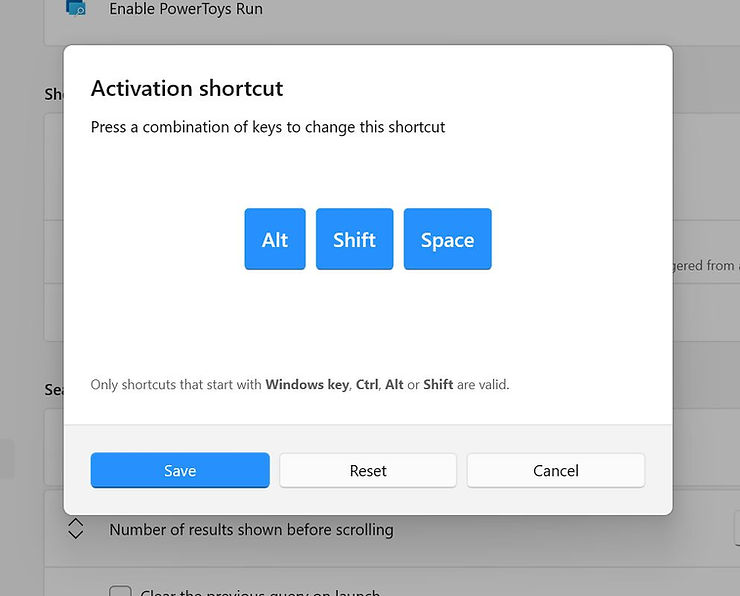 Enable PowerToys Run
Activation shortcut
Press a combination of keys to change this shortcut
Alt Shift Space
gered from
Only shortcuts that start with Windows key, Ctrl, Alt or Shift are valid.
Save Reset Cancel
Number of results shown before scrolling
Clear the previous query on launch